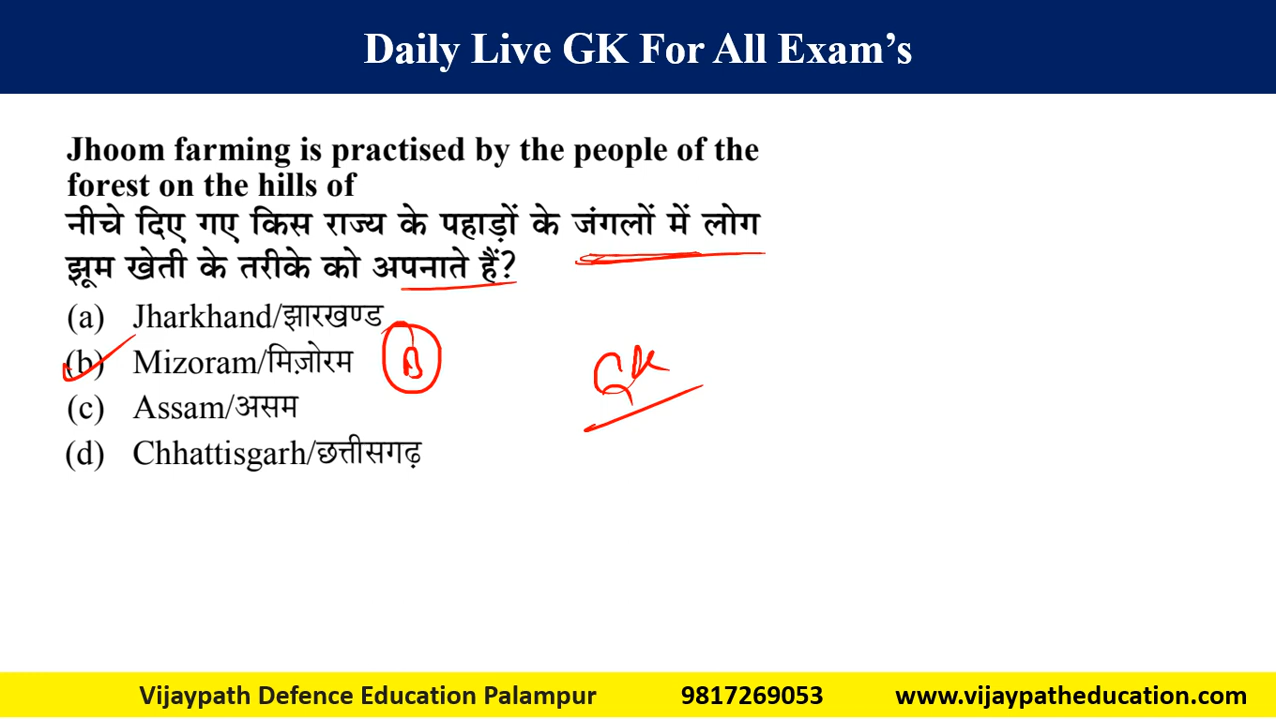 Daily Live GK For All Exam's
Jhoom farming is practised by the people of the
forest on the hills of
नीचे दिए गए किस राज्य के पहाड़ों के जंगलों में लोग
झूम खेती के तरीके को अपनाते हैं?
(a) Jharkhand/झारखण्ड
(b) Mizoram/मिज़ोरम B
(c) Assam/असम
(d) Chhattisgarh/छत्तीसगढ़
GK
Vijaypath Defence Education Palampur 9817269053 www.vijaypatheducation.com